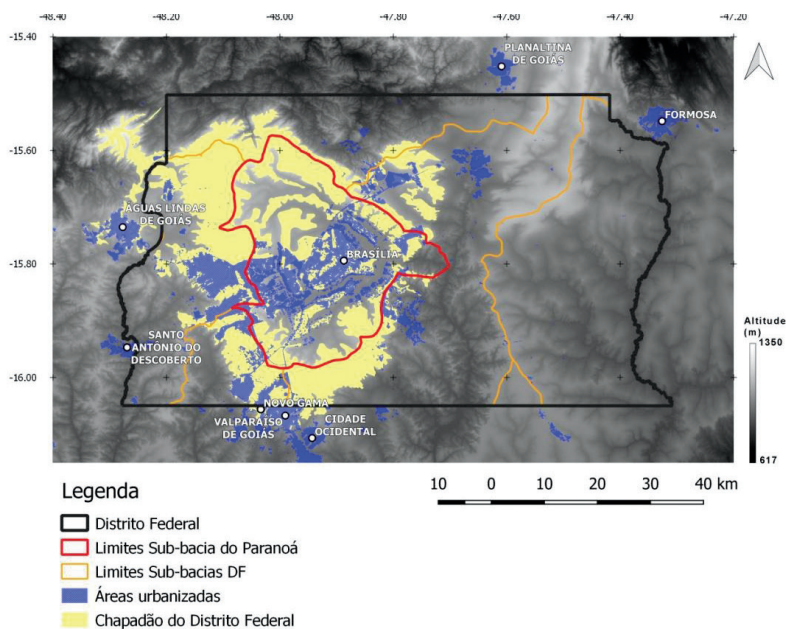 -48.40 -48.20 -48.00 -47.80 -47.60 -47.40 -47.20
-15.40
PLANALTINA
DE GOIÁS
FORMOSA
-15.60
ÁGUAS LINDAS
DE GOIÁS
BRASÍLIA
-15.80
Altitude
(m)
1350
SANTO
ANTÔNIO DO
DESCOBERTO
-16.00
NOVO GAMA
VALPARAÍSO
DE GOIÁS
CIDADE
OCIDENTAL
617
10 0 10 20 30 40 km
Legenda
Distrito Federal
Limites Sub-bacia do Paranoá
Limites Sub-bacias DF
Áreas urbanizadas
Chapadão do Distrito Federal